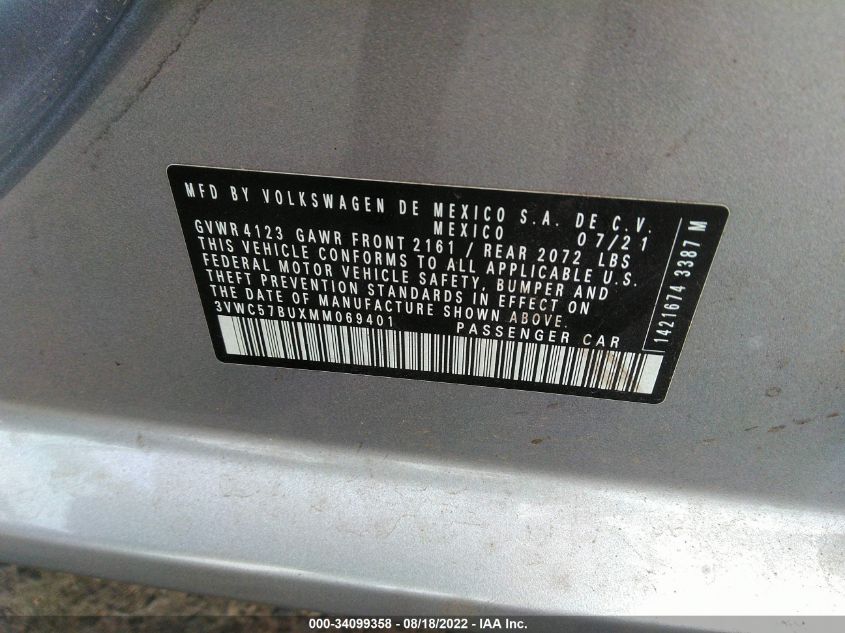 MFD BY VOLKSWAGEN DE MEXICO S.A. DE C.V.
MEXICO 07/21
GVWR 4123 GAWR FRONT 2161 / REAR 2072 LBS
THIS VEHICLE CONFORMS TO ALL APPLICABLE U.S.
FEDERAL MOTOR VEHICLE SAFETY, BUMPER AND
THEFT PREVENTION STANDARDS IN EFFECT ON
THE DATE OF MANUFACTURE SHOWN ABOVE.
3VWC57BUXMM069401 PASSENGER CAR
1421674 3387 M
000-34099358 - 08/18/2022 - IAA Inc.